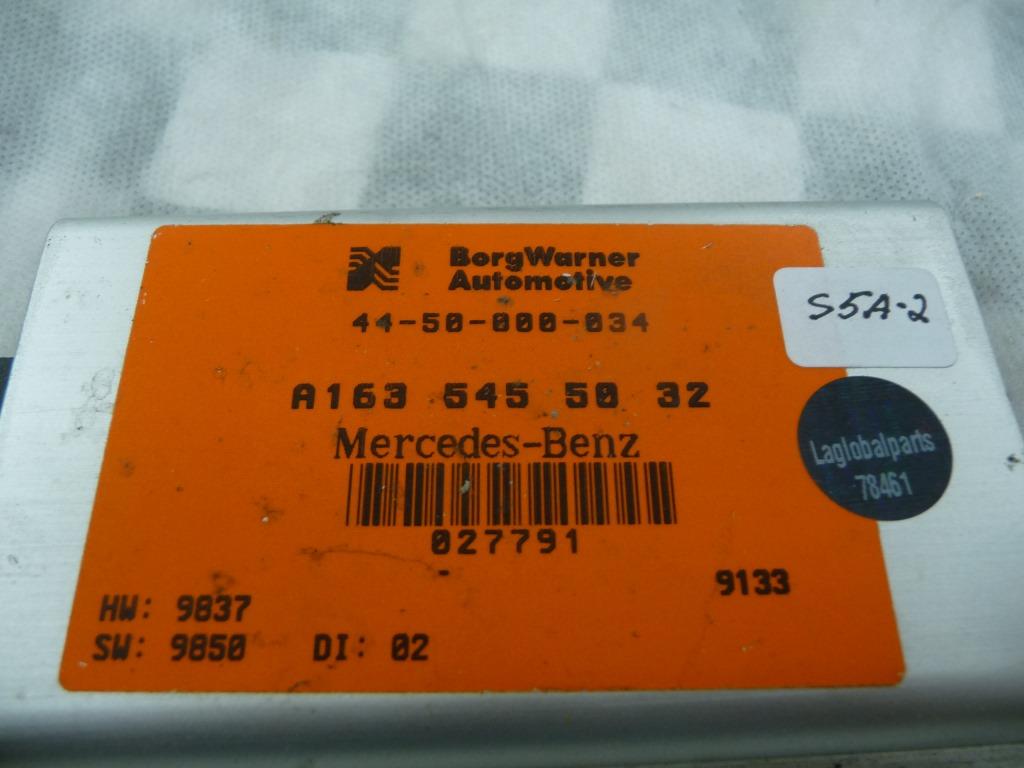 BorgWarner
Automotive
44-50-000-034
S5A-2
A163 545 50 32
Mercedes-Benz
Laglobalparts
78461
027791
9133
HW: 9837
SW: 9850 DI: 02